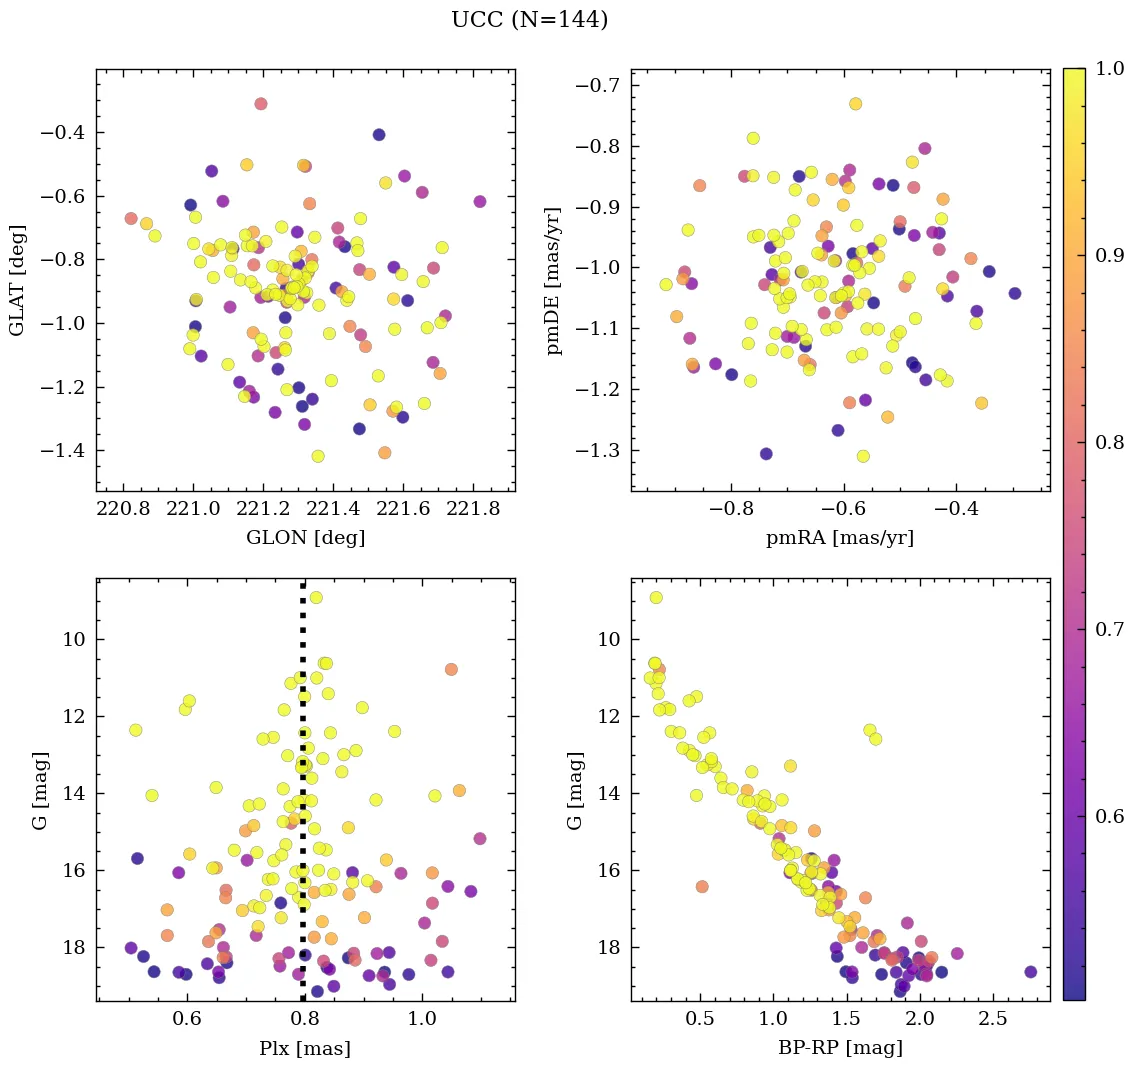 UCC (N=144)
−0.4
−0.6
−0.8
−1.0
−1.2
−1.4
GLAT [deg]
220.8 221.0 221.2 221.4 221.6 221.8
GLON [deg]
−0.7
−0.8
−0.9
−1.0
−1.1
−1.2
−1.3
pmDE [mas/yr]
−0.8 −0.6 −0.4
pmRA [mas/yr]
1.0
0.9
0.8
0.7
0.6
10
12
14
16
18
G [mag]
0.6 0.8 1.0
Plx [mas]
10
12
14
16
18
G [mag]
0.5 1.0 1.5 2.0 2.5
BP-RP [mag]